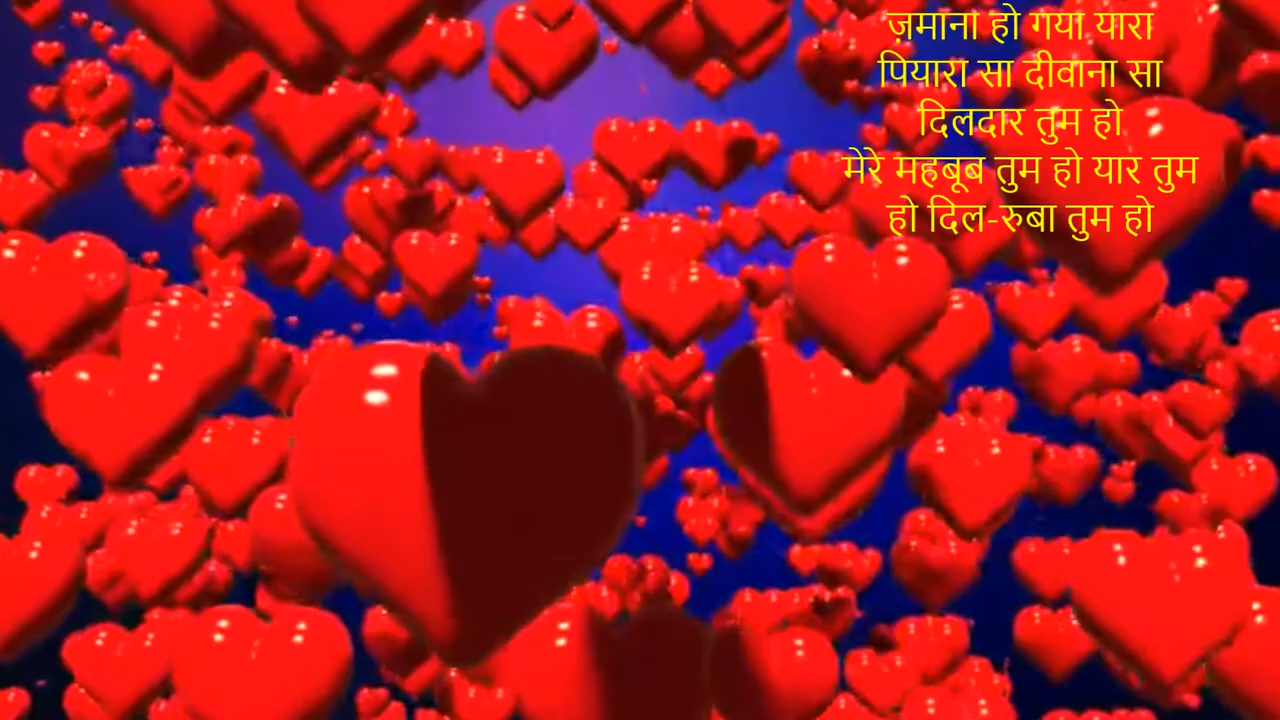 ज़माना हो गया यारा
पियारा सा दीवाना सा
दिलदार तुम हो
मेरे महबूब तुम हो यार तुम
हो दिल-रुबा तुम हो